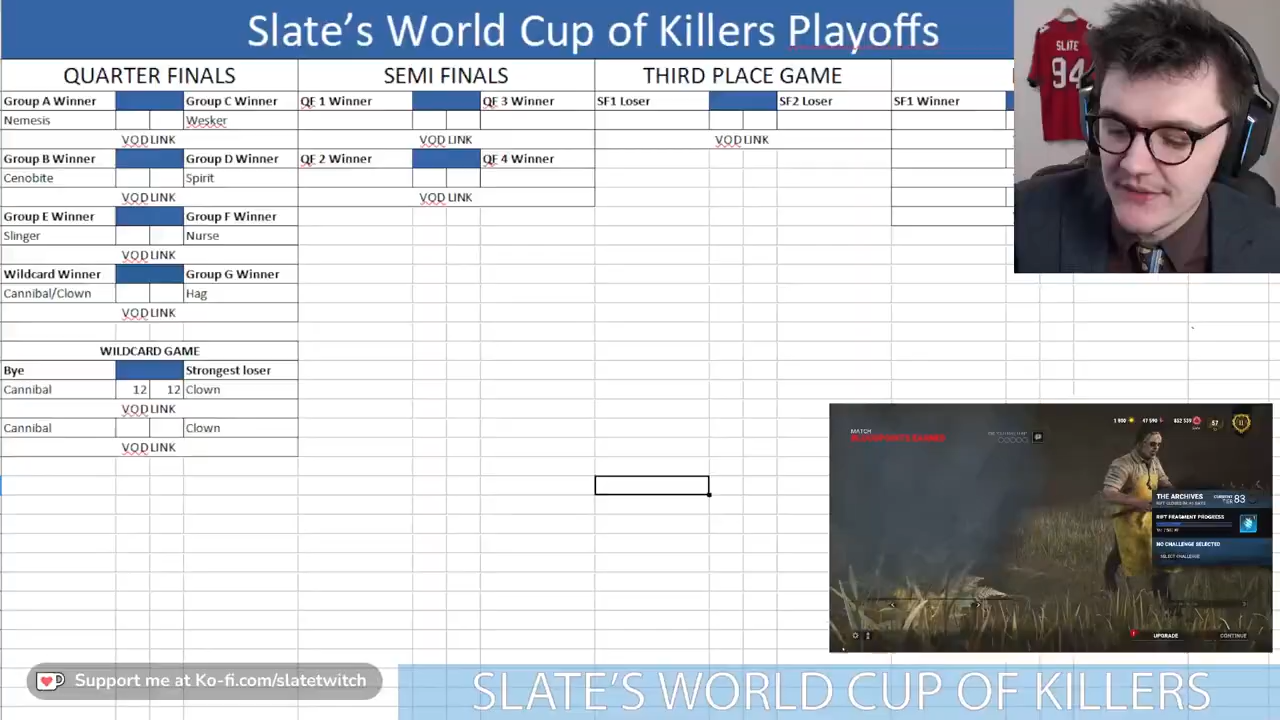 Slate's World Cup of Killers Playoffs
QUARTER FINALS SEMI FINALS THIRD PLACE GAME
Group A Winner Group C Winner QF 1 Winner QF 3 Winner SF1 Loser SF2 Loser SF1 Winner
Nemesis Wesker
VOD LINK VOD LINK VOD LINK
Group B Winner Group D Winner QF 2 Winner QF 4 Winner
Cenobite Spirit
VOD LINK VOD LINK
Group E Winner Group F Winner
Slinger Nurse
VOD LINK
Wildcard Winner Group G Winner
Cannibal/Clown Hag
VOD LINK
WILDCARD GAME
Bye Strongest loser
Cannibal 12 12 Clown
VOD LINK
Cannibal Clown
VOD LINK
SLATE
94
MATCH
THE ARCHIVES
83
RIFT FRAGMENT PROGRESS
NO CHALLENGE SELECTED
SELECT CHALLENGE
UPGRADE CONTINUE
Support me at Ko-fi.com/slatetwitch
SLATE'S WORLD CUP OF KILLERS